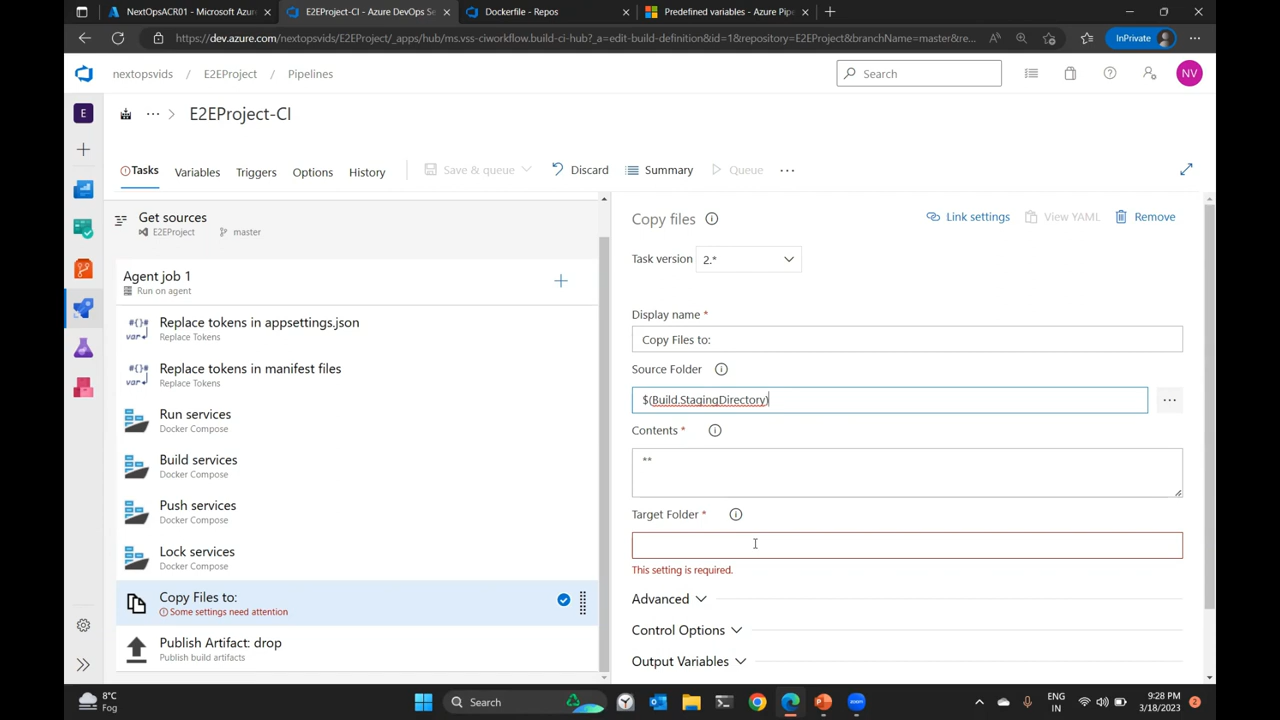 NextOpsACR01 - Microsoft Azur
E2EProject-CI - Azure DevOps Se
Dockerfile - Repos
Predefined variables - Azure Pip
https://dev.azure.com/nextopsvids/E2EProject/_apps/hub/ms.vss-ciworkflow.build-ci-hub?_a=edit-build-definition&id=1&repository=E2EProject&branchName=master&re...
InPrivate
nextopsvids / E2EProject / Pipelines
Search
NV
E
... > E2EProject-CI
Tasks Variables Triggers Options History
Save & queue Discard Summary Queue ...
Get sources
E2EProject master
Agent job 1
Run on agent
Replace tokens in appsettings.json
Replace Tokens
Replace tokens in manifest files
Replace Tokens
Run services
Docker Compose
Build services
Docker Compose
Push services
Docker Compose
Lock services
Docker Compose
Copy Files to:
Some settings need attention
Publish Artifact: drop
Publish build artifacts
Copy files
Link settings View YAML Remove
Task version 2.*
Display name *
Copy Files to:
Source Folder
$(Build.StagingDirectory)
Contents *
**
Target Folder *
This setting is required.
Advanced
Control Options
Output Variables
8°C
Fog
Search
ENG
IN
9:28 PM
3/18/2023
2